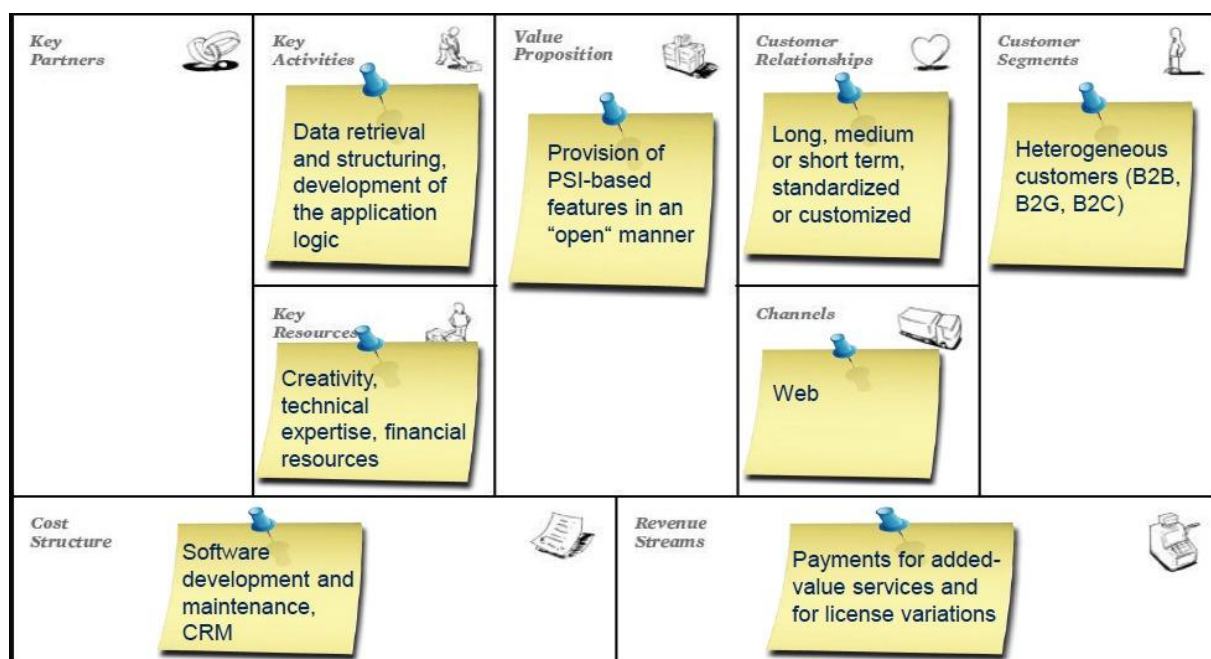 Key
Partners
Key
Activities
Data retrieval
and structuring,
development of
the application
logic
Key
Resources
Creativity,
technical
expertise, financial
resources
Value
Proposition
Provision of
PSI-based
features in an
“open“ manner
Customer
Relationships
Long, medium
or short term,
standardized
or customized
Channels
Web
Customer
Segments
Heterogeneous
customers (B2B,
B2G, B2C)
Cost
Structure
Software
development and
maintenance,
CRM
Revenue
Streams
Payments for added-
value services and
for license variations